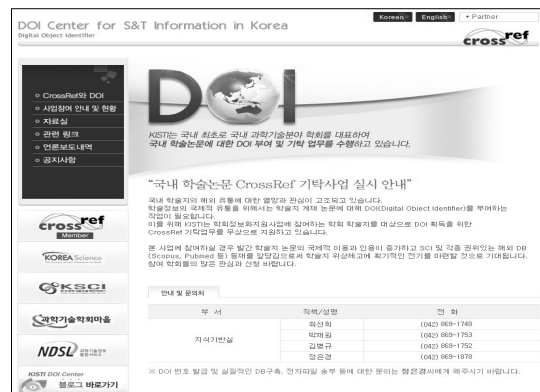 DOI Center for S&T Information in Korea
Digital Object Identifier
Korean English + Partner
crossref
CrossRef와 DOI
사업참여 안내 및 현황
자료실
관련 링크
언론보도내역
공지사항
DOI
KISTI는 국내 최초로 국내 과학기술분야 학회를 대표하여
국내 학술논문에 대한 DOI 부여 및 기탁 업무를 수행하고 있습니다.
“국내 학술논문 CrossRef 기탁사업 실시 안내”
국내 학술지의 해외 유통에 대한 열망과 관심이 고조되고 있습니다.
학술정보의 국제적 유통을 위해서는 학술지 게재 논문에 대해 DOI(Digital Object Identifier)를 부여하는
작업이 필요합니다.
이를 위해 KISTI는 학회정보화지원사업에 참여하는 학회 학술지를 대상으로 DOI 획득을 위한
CrossRef 기탁업무를 무상으로 지원하고 있습니다.
본 사업에 참여하실 경우 발간 학술지 논문의 국제적 이용과 인용이 증가하고 SCI 및 각종 권위있는 해외 DB
(Scopus, Pubmed 등) 등재를 앞당김으로써 학술지 위상제고에 획기적인 전기를 마련할 것으로 기대됩니다.
참여 학회들의 많은 관심과 신청 바랍니다.
crossref
Member
KOREA Science
KSCI
과학기술학회마을
NDSL 과학기술정보
KISTI DOI Center
블로그 바로가기
안내 및 문의처
부 서 직책/성명 전 화
지식기반실
최선희 (042) 869-1748
박재원 (042) 869-1753
김병규 (042) 869-1752
정은경 (042) 869-1878
※ DOI 번호 발급 및 실질적인 DB구축, 전자파일 송부 등에 대한 문의는 정은경씨에게 해주시기 바랍니다.